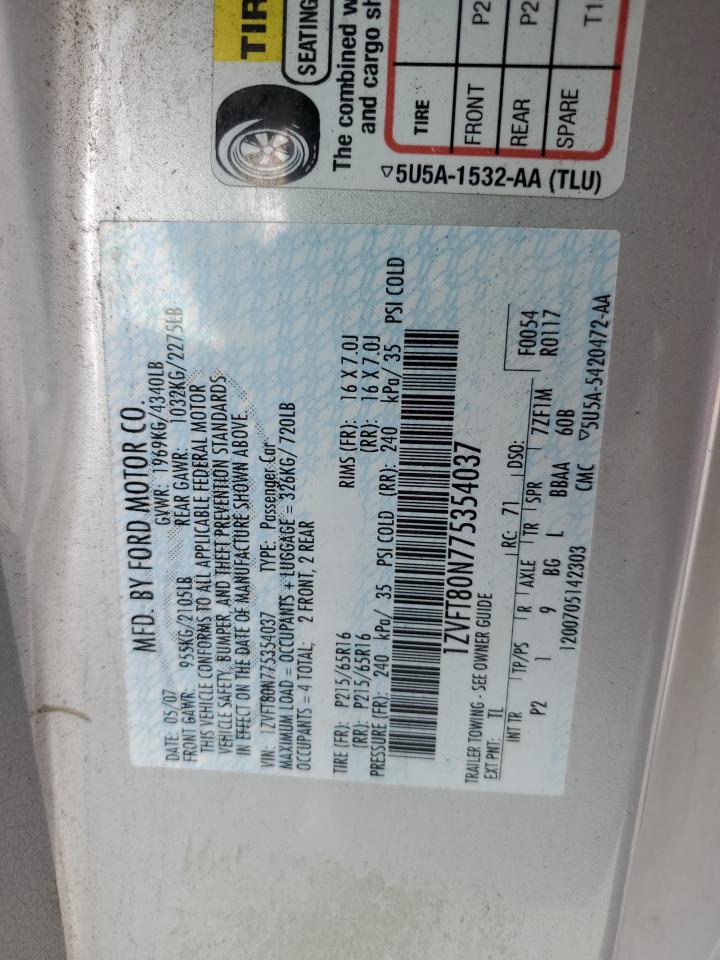 TIR
SEATING
The combined w
and cargo sh
TIRE
FRONT P2
REAR P2
SPARE T1
5U5A-1532-AA (TLU)
MFD. BY FORD MOTOR CO.
DATE: 05/07 GVWR: 1969KG/4340LB
FRONT GAWR: 955KG/2105LB REAR GAWR: 1032KG/2275LB
THIS VEHICLE CONFORMS TO ALL APPLICABLE FEDERAL MOTOR
VEHICLE SAFETY, BUMPER, AND THEFT PREVENTION STANDARDS
IN EFFECT ON THE DATE OF MANUFACTURE SHOWN ABOVE.
VIN: 1ZVFT80N775354037 TYPE: Passenger Car
MAXIMUM LOAD = OCCUPANTS + LUGGAGE = 326KG/720LB
OCCUPANTS = 4 TOTAL; 2 FRONT, 2 REAR
TIRE (FR): P215/65R16 RIMS (FR): 16 X 7.0J
(RR): P215/65R16 (RR): 16 X 7.0J
PRESSURE (FR): 240 kPa/ 35 PSI COLD (RR): 240 kPa/ 35 PSI COLD
1ZVFT80N775354037
TRAILER TOWING - SEE OWNER GUIDE
EXT PNT: TL RC: 71 DSO: F0054
R0117
INT TR TP/PS R AXLE TR SPR 7ZF1M
P2 1 9 BG L BBAA 60B
1200705142303 CMC 5U5A-5420472-AA